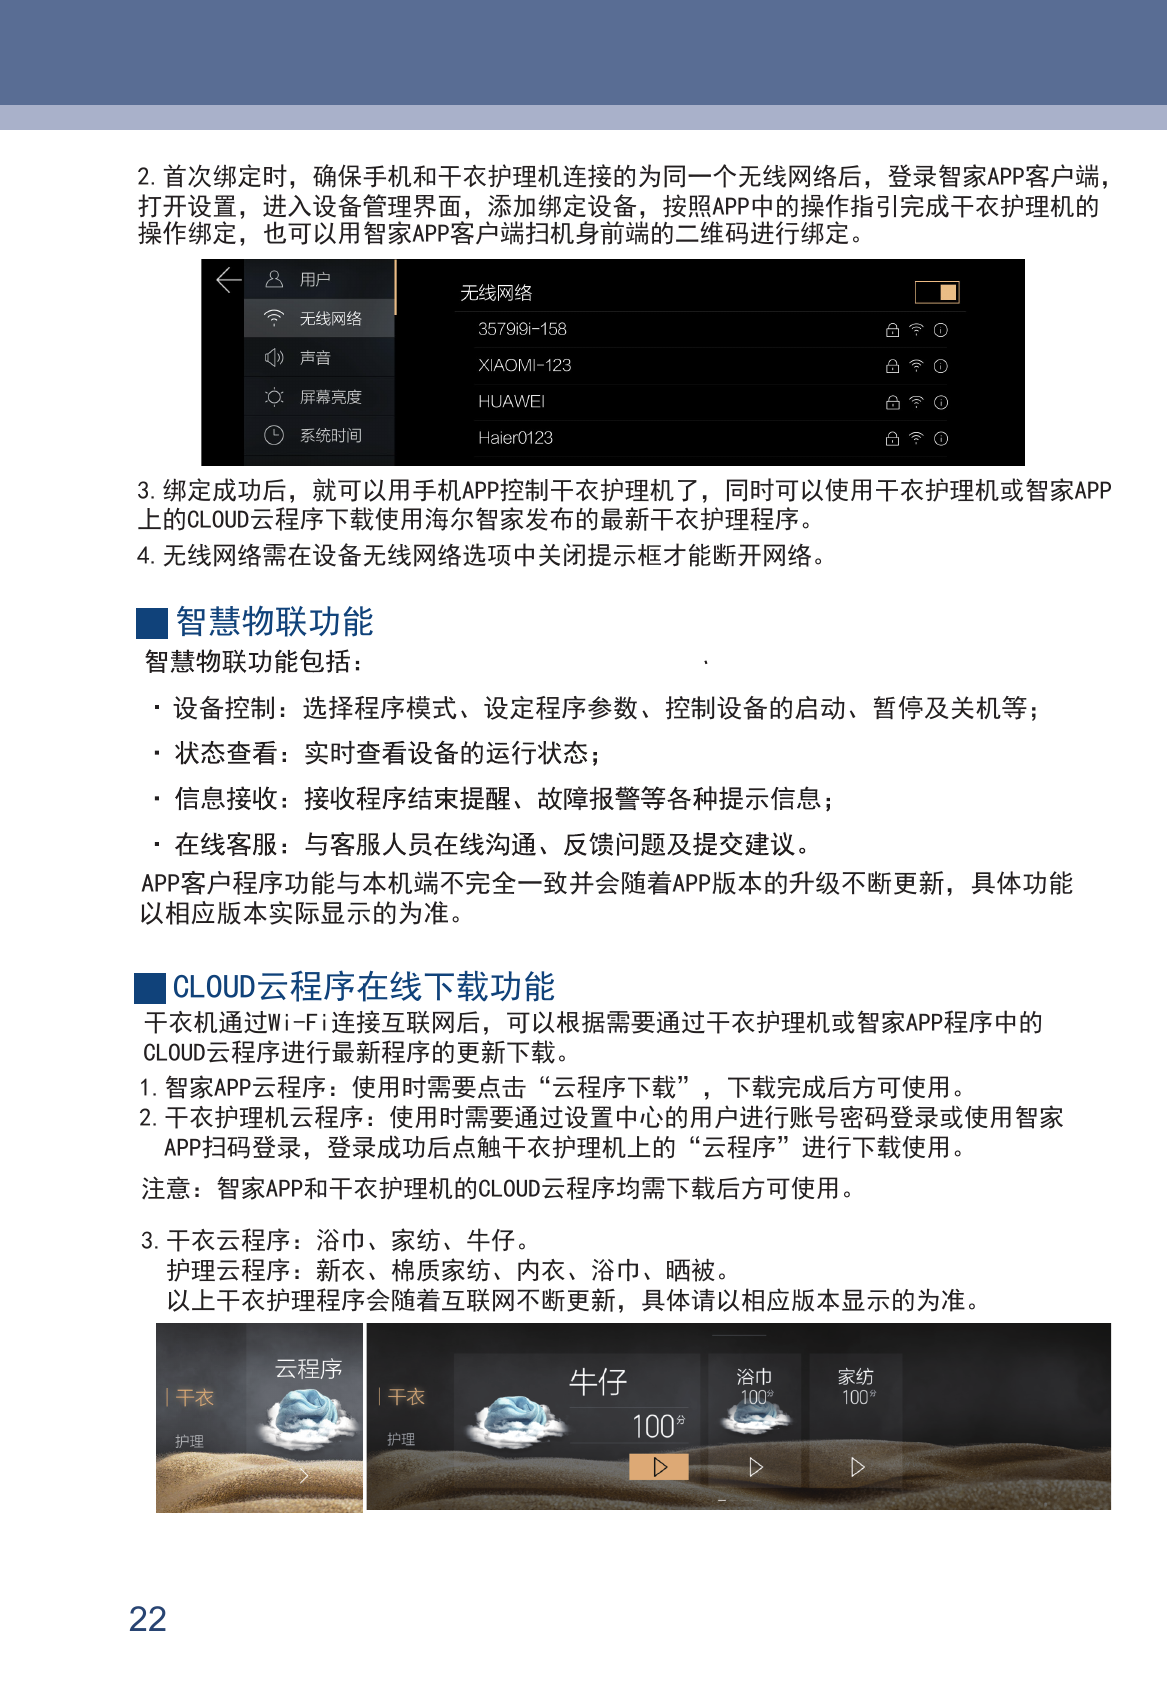 2. 首次绑定时，确保手机和干衣护理机连接的为同一个无线网络后，登录智家APP客户端，
打开设置，进入设备管理界面，添加绑定设备，按照APP中的操作指引完成干衣护理机的
操作绑定，也可以用智家APP客户端扫机身前端的二维码进行绑定。
用户
无线网络
声音
屏幕亮度
系统时间
无线网络
3579i9i-158
XIAOMI-123
HUAWEI
Haier0123
3. 绑定成功后，就可以用手机APP控制干衣护理机了，同时可以使用干衣护理机或智家APP
上的CLOUD云程序下载使用海尔智家发布的最新干衣护理程序。
4. 无线网络需在设备无线网络选项中关闭提示框才能断开网络。
智慧物联功能
智慧物联功能包括：
· 设备控制：选择程序模式、设定程序参数、控制设备的启动、暂停及关机等；
· 状态查看：实时查看设备的运行状态；
· 信息接收：接收程序结束提醒、故障报警等各种提示信息；
· 在线客服：与客服人员在线沟通、反馈问题及提交建议。
APP客户程序功能与本机端不完全一致并会随着APP版本的升级不断更新，具体功能
以相应版本实际显示的为准。
CLOUD云程序在线下载功能
干衣机通过Wi-Fi连接互联网后，可以根据需要通过干衣护理机或智家APP程序中的
CLOUD云程序进行最新程序的更新下载。
1. 智家APP云程序：使用时需要点击“云程序下载”，下载完成后方可使用。
2. 干衣护理机云程序：使用时需要通过设置中心的用户进行账号密码登录或使用智家
APP扫码登录，登录成功后点触干衣护理机上的“云程序”进行下载使用。
注意：智家APP和干衣护理机的CLOUD云程序均需下载后方可使用。
3. 干衣云程序：浴巾、家纺、牛仔。
护理云程序：新衣、棉质家纺、内衣、浴巾、晒被。
以上干衣护理程序会随着互联网不断更新，具体请以相应版本显示的为准。
云程序
干衣
护理
干衣
护理
牛仔
100分
浴巾
100分
家纺
100分
22